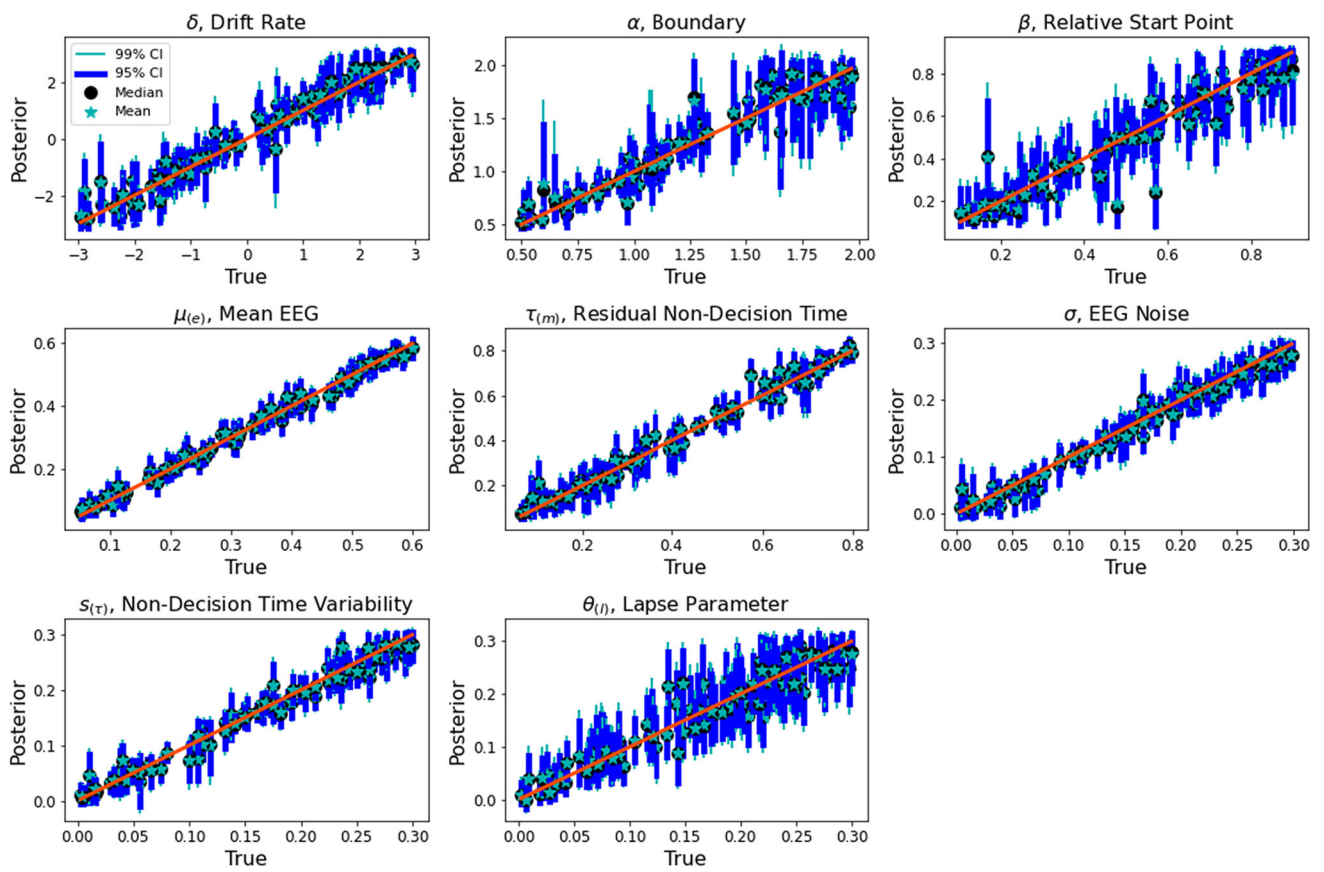 δ, Drift Rate
α, Boundary
β, Relative Start Point
99% CI
95% CI
Median
Mean
Posterior
2
0
−2
−3
−2
−1
0
1
2
3
True
Posterior
2.0
1.5
1.0
0.5
0.50
0.75
1.00
1.25
1.50
1.75
2.00
True
Posterior
0.8
0.6
0.4
0.2
0.2
0.4
0.6
0.8
True
μ(e), Mean EEG
τ(m), Residual Non-Decision Time
σ, EEG Noise
Posterior
0.6
0.4
0.2
0.1
0.2
0.3
0.4
0.5
0.6
True
Posterior
0.8
0.6
0.4
0.2
0.2
0.4
0.6
0.8
True
Posterior
0.3
0.2
0.1
0.0
0.00
0.05
0.10
0.15
0.20
0.25
0.30
True
s(τ), Non-Decision Time Variability
θ(l), Lapse Parameter
Posterior
0.3
0.2
0.1
0.0
0.00
0.05
0.10
0.15
0.20
0.25
0.30
True
Posterior
0.3
0.2
0.1
0.0
0.00
0.05
0.10
0.15
0.20
0.25
0.30
True